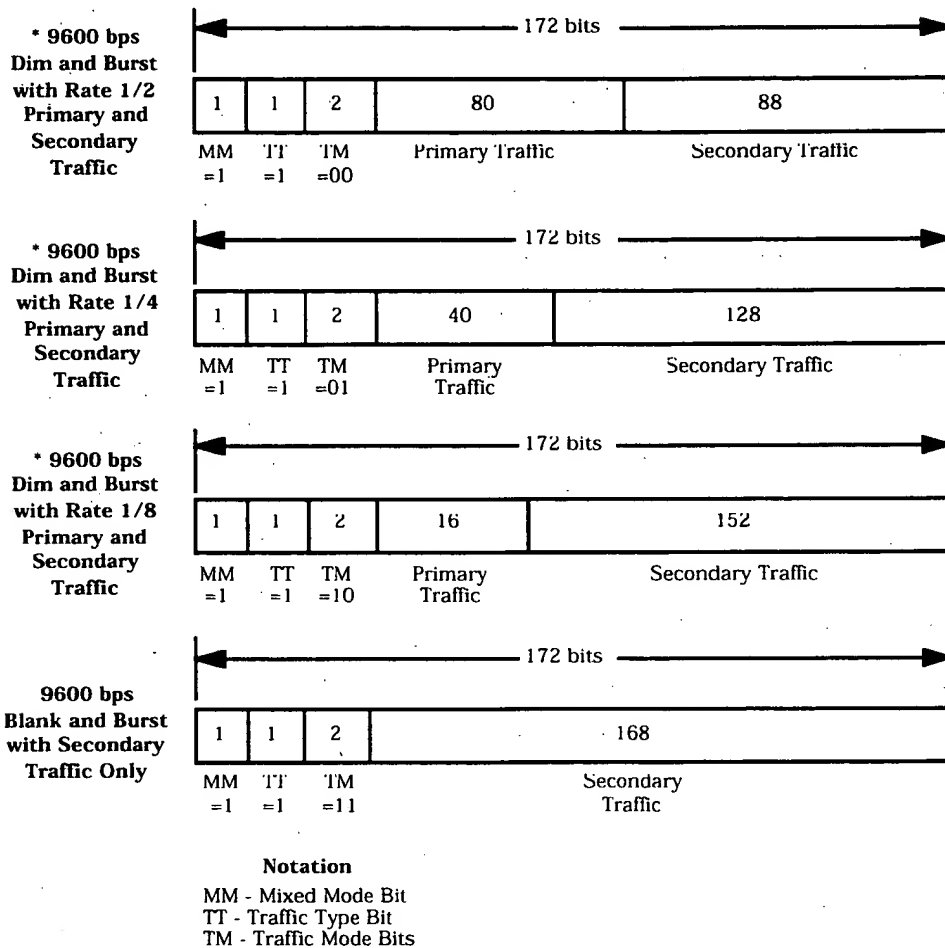 * 9600 bps
Dim and Burst
with Rate 1/2
Primary and
Secondary
Traffic
172 bits
1 1 2 80 88
MM TT TM Primary Traffic Secondary Traffic
=1 =1 =00
* 9600 bps
Dim and Burst
with Rate 1/4
Primary and
Secondary
Traffic
172 bits
1 1 2 40 128
MM TT TM Primary Secondary Traffic
=1 =1 =01 Traffic
* 9600 bps
Dim and Burst
with Rate 1/8
Primary and
Secondary
Traffic
172 bits
1 1 2 16 152
MM TT TM Primary Secondary Traffic
=1 =1 =10 Traffic
9600 bps
Blank and Burst
with Secondary
Traffic Only
172 bits
1 1 2 168
MM TT TM Secondary
=1 =1 =11 Traffic
Notation
MM - Mixed Mode Bit
TT - Traffic Type Bit
TM - Traffic Mode Bits